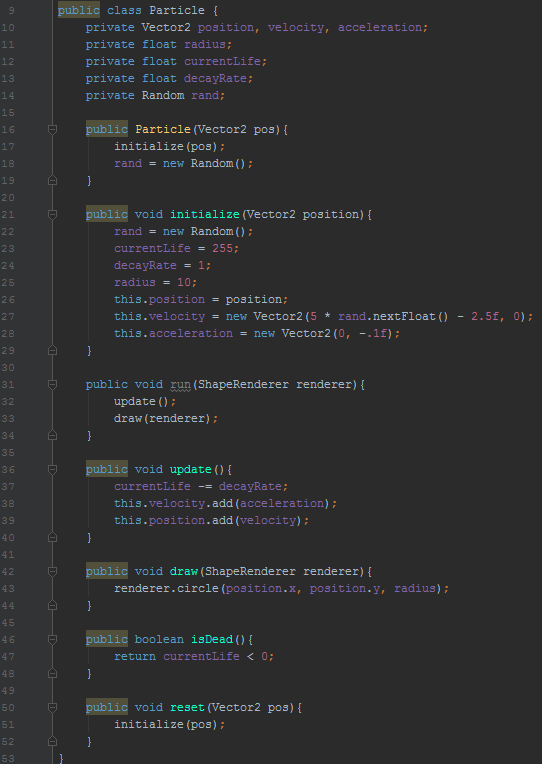 9 public class Particle {
10     private Vector2 position, velocity, acceleration;
11     private float radius;
12     private float currentLife;
13     private float decayRate;
14     private Random rand;
15
16     public Particle(Vector2 pos){
17         initialize(pos);
18         rand = new Random();
19     }
20
21     public void initialize(Vector2 position){
22         rand = new Random();
23         currentLife = 255;
24         decayRate = 1;
25         radius = 10;
26         this.position = position;
27         this.velocity = new Vector2(5 * rand.nextFloat() - 2.5f, 0);
28         this.acceleration = new Vector2(0, -.1f);
29     }
30
31     public void run(ShapeRenderer renderer){
32         update();
33         draw(renderer);
34     }
35
36     public void update(){
37         currentLife -= decayRate;
38         this.velocity.add(acceleration);
39         this.position.add(velocity);
40     }
41
42     public void draw(ShapeRenderer renderer){
43         renderer.circle(position.x, position.y, radius);
44     }
45
46     public boolean isDead(){
47         return currentLife < 0;
48     }
49
50     public void reset(Vector2 pos){
51         initialize(pos);
52     }
53 }